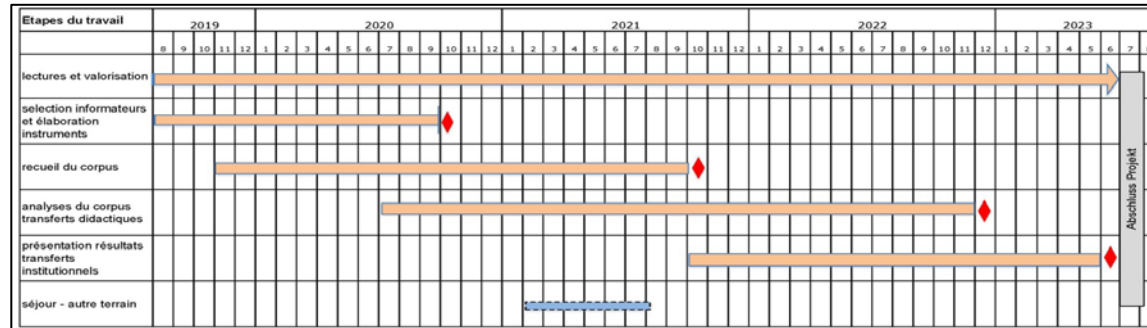 Etapes du travail
2019 2020 2021 2022 2023
8 9 10 11 12 1 2 3 4 5 6 7 8 9 10 11 12 1 2 3 4 5 6 7 8 9 10 11 12 1 2 3 4 5 6 7 8 9 10 11 12 1 2 3 4 5 6 7
lectures et valorisation
selection informateurs
et élaboration
instruments
recueil du corpus
analyses du corpus
transferts didactiques
présentation résultats
transferts
institutionnels
séjour - autre terrain
Abschluss Projekt